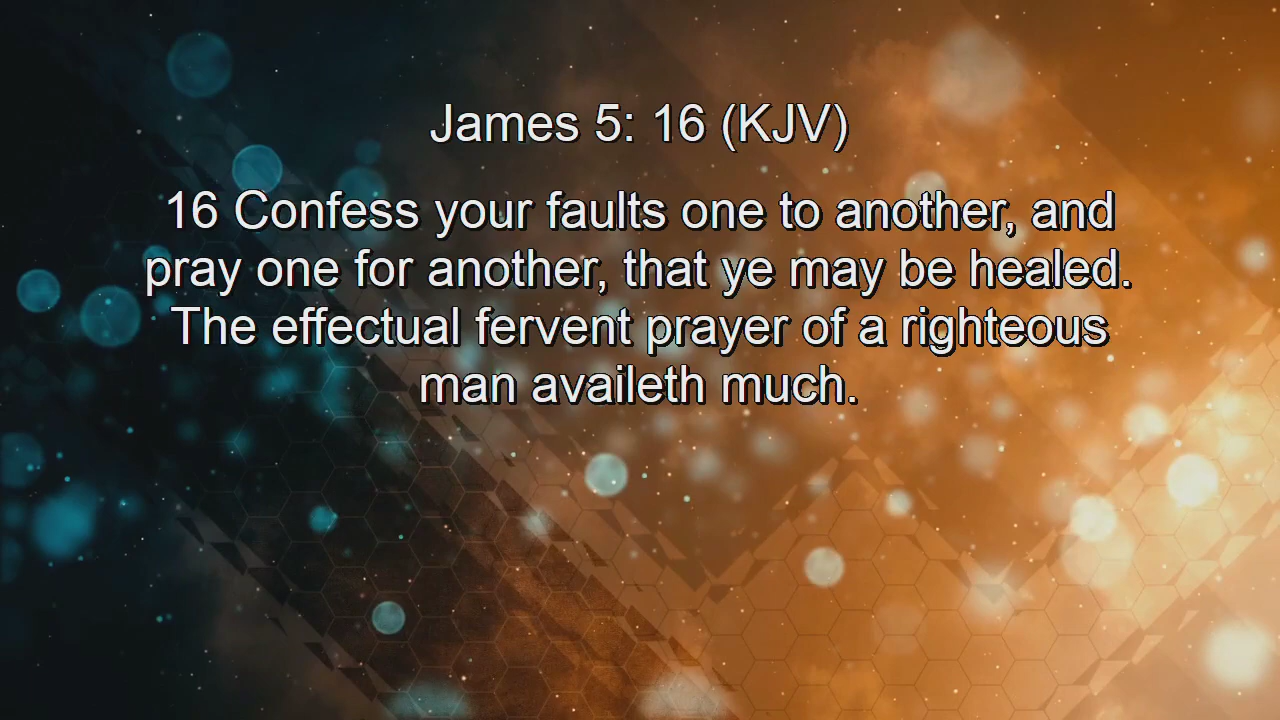 James 5: 16 (KJV)
16 Confess your faults one to another, and
pray one for another, that ye may be healed.
The effectual fervent prayer of a righteous
man availeth much.